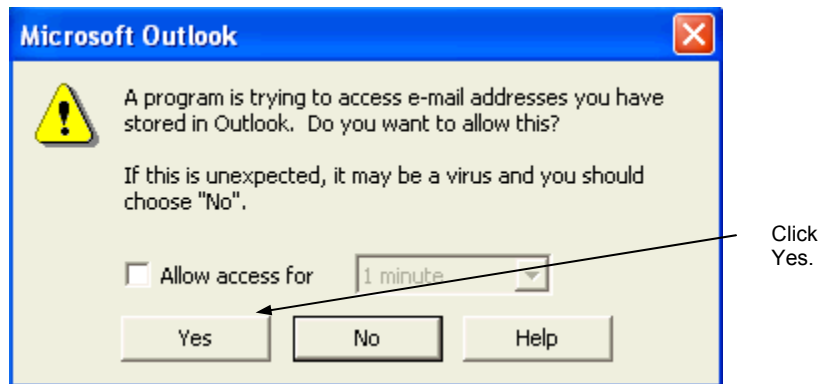 Microsoft Outlook
A program is trying to access e-mail addresses you have
stored in Outlook. Do you want to allow this?
If this is unexpected, it may be a virus and you should
choose "No".
Allow access for
1 minute
Click
Yes.
Yes
No
Help